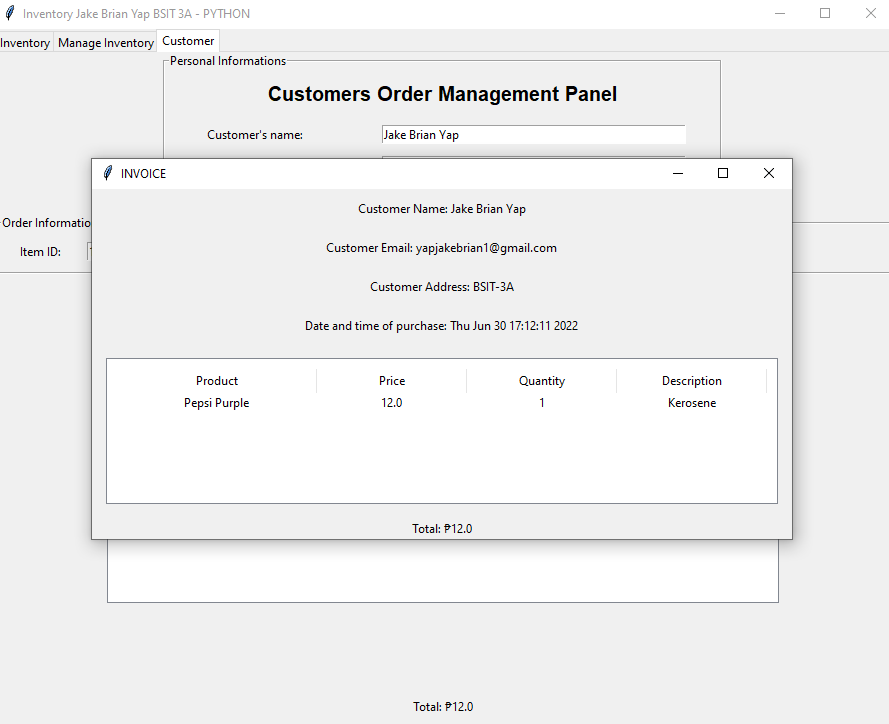 Inventory Jake Brian Yap BSIT 3A - PYTHON
Inventory Manage Inventory Customer
Personal Informations
Customers Order Management Panel
Customer's name: Jake Brian Yap
INVOICE
Customer Name: Jake Brian Yap
Order Informatio
Item ID:
Customer Email: yapjakebrian1@gmail.com
Customer Address: BSIT-3A
Date and time of purchase: Thu Jun 30 17:12:11 2022
Product Price Quantity Description
Pepsi Purple 12.0 1 Kerosene
Total: ₱12.0
Total: ₱12.0